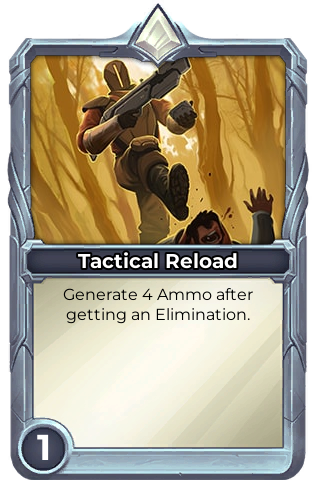 Tactical Reload
Generate 4 Ammo after
getting an Elimination.
1